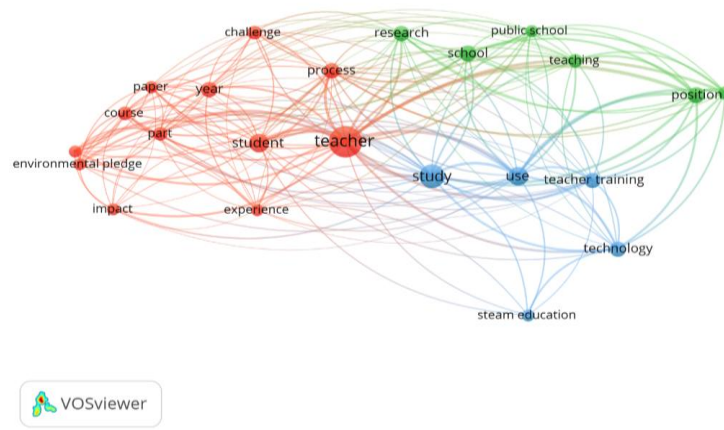 public school
challenge
research
school
teaching
process
paper
year
position
course
part
student
teacher
environmental pledge
study
use
teacher training
impact
experience
technology
steam education
VOSviewer